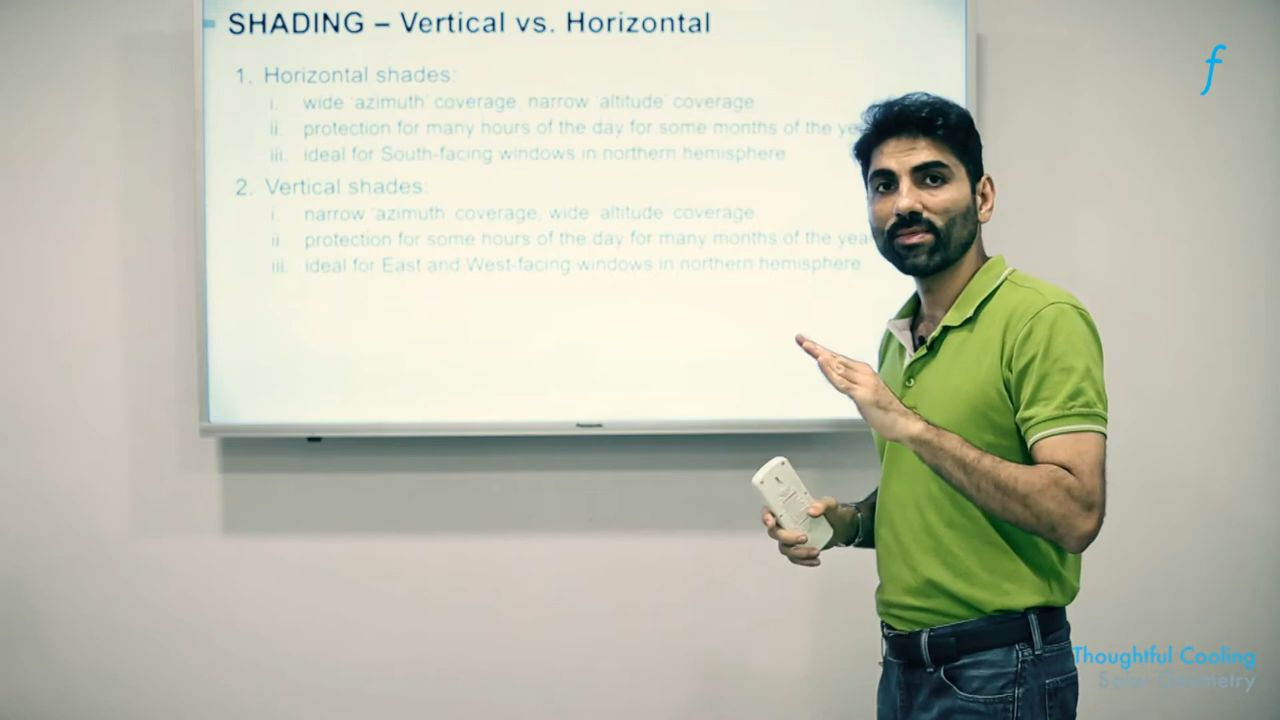 SHADING – Vertical vs. Horizontal
1. Horizontal shades:
i. wide 'azimuth' coverage, narrow 'altitude' coverage
ii. protection for many hours of the day for some months of the ye
iii. ideal for South-facing windows in northern hemisphere
2. Vertical shades:
i. narrow 'azimuth' coverage, wide 'altitude' coverage
ii. protection for some hours of the day for many months of the yea
iii. ideal for East and West-facing windows in northern hemisphere
Panasonic
f
Thoughtful Cooling
Solar Geometry